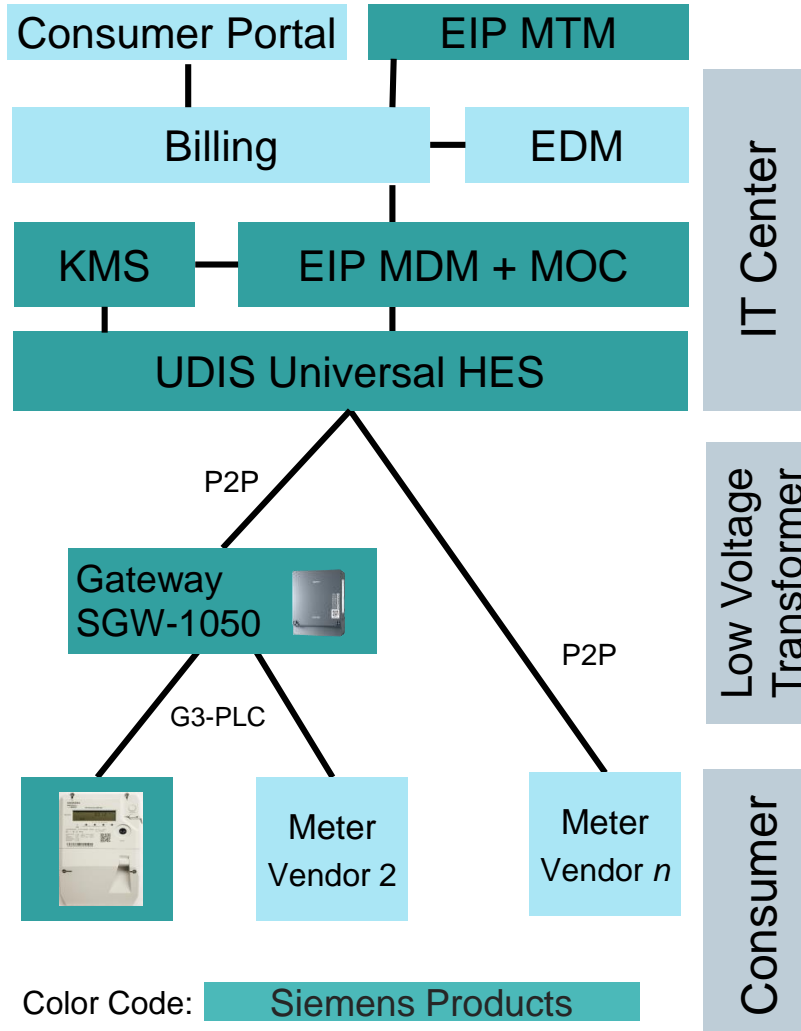 Consumer Portal
EIP MTM
Billing
EDM
KMS
EIP MDM + MOC
UDIS Universal HES
IT Center
P2P
Gateway
SGW-1050
P2P
Low Voltage
Transformer
G3-PLC
Meter
Vendor 2
Meter
Vendor n
Consumer
Color Code:
Siemens Products